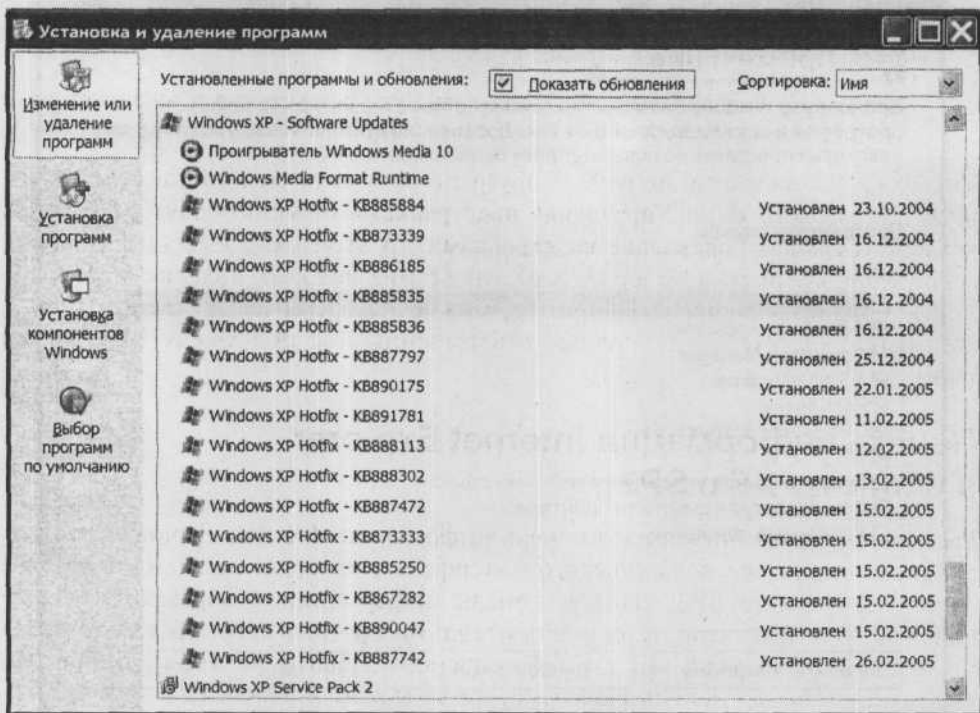 Установка и удаление программ
Изменение или
удаление
программ
Установка
программ
Установка
компонентов
Windows
Выбор
программ
по умолчанию
Установленные программы и обновления:
Показать обновления
Сортировка: Имя
Windows XP - Software Updates
Проигрыватель Windows Media 10
Windows Media Format Runtime
Windows XP Hotfix - KB885884 Установлен 23.10.2004
Windows XP Hotfix - KB873339 Установлен 16.12.2004
Windows XP Hotfix - KB886185 Установлен 16.12.2004
Windows XP Hotfix - KB885835 Установлен 16.12.2004
Windows XP Hotfix - KB885836 Установлен 16.12.2004
Windows XP Hotfix - KB887797 Установлен 25.12.2004
Windows XP Hotfix - KB890175 Установлен 22.01.2005
Windows XP Hotfix - KB891781 Установлен 11.02.2005
Windows XP Hotfix - KB888113 Установлен 12.02.2005
Windows XP Hotfix - KB888302 Установлен 13.02.2005
Windows XP Hotfix - KB887472 Установлен 15.02.2005
Windows XP Hotfix - KB873333 Установлен 15.02.2005
Windows XP Hotfix - KB885250 Установлен 15.02.2005
Windows XP Hotfix - KB867282 Установлен 15.02.2005
Windows XP Hotfix - KB890047 Установлен 15.02.2005
Windows XP Hotfix - KB887742 Установлен 26.02.2005
Windows XP Service Pack 2